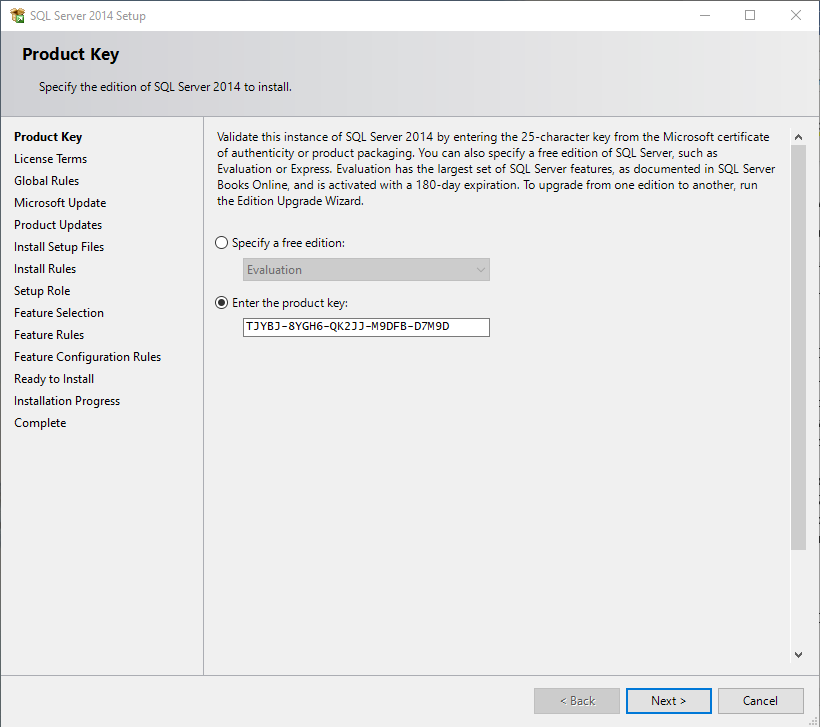 SQL Server 2014 Setup
Product Key
Specify the edition of SQL Server 2014 to install.
Product Key
License Terms
Global Rules
Microsoft Update
Product Updates
Install Setup Files
Install Rules
Setup Role
Feature Selection
Feature Rules
Feature Configuration Rules
Ready to Install
Installation Progress
Complete
Validate this instance of SQL Server 2014 by entering the 25-character key from the Microsoft certificate
of authenticity or product packaging. You can also specify a free edition of SQL Server, such as
Evaluation or Express. Evaluation has the largest set of SQL Server features, as documented in SQL Server
Books Online, and is activated with a 180-day expiration. To upgrade from one edition to another, run
the Edition Upgrade Wizard.
Specify a free edition:
Evaluation
Enter the product key:
TJYBJ-8YGH6-QK2JJ-M9DFB-D7M9D
< Back
Next >
Cancel